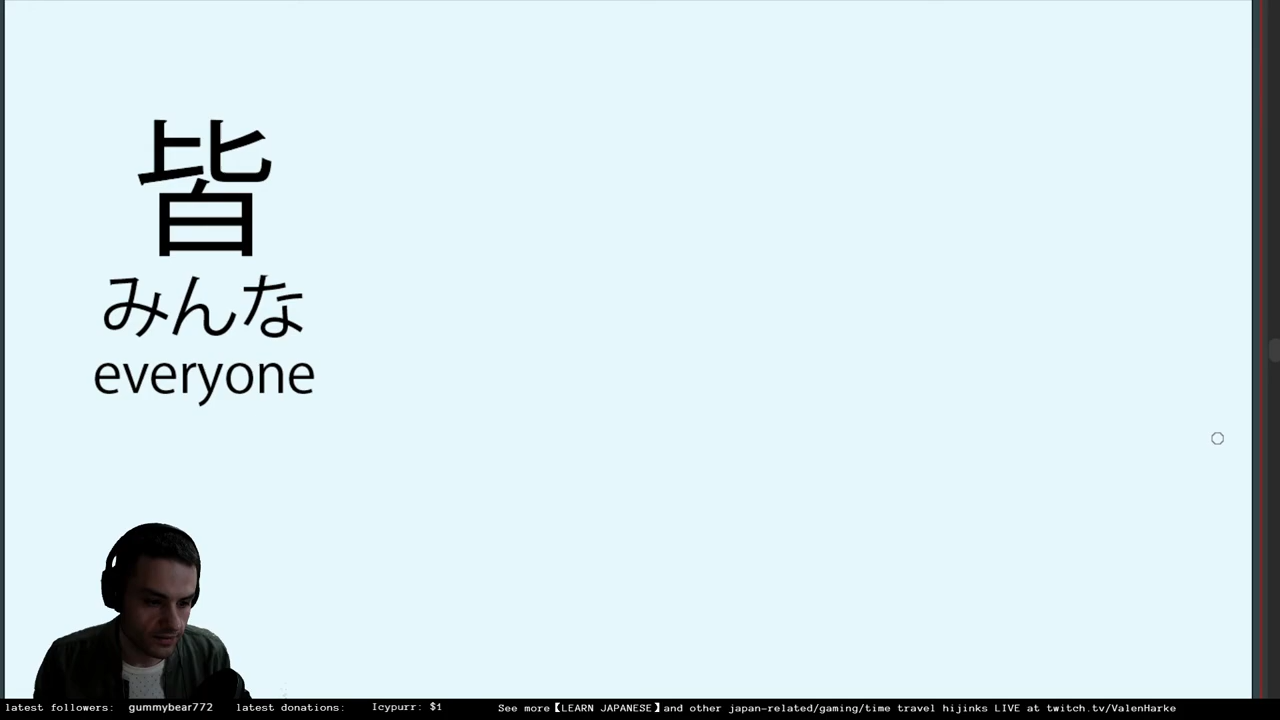 皆
みんな
everyone
latest followers: gummybear772 latest donations: Icypurr: $1 See more【LEARN JAPANESE】and other japan-related/gaming/time travel hijinks LIVE at twitch.tv/ValenHarke